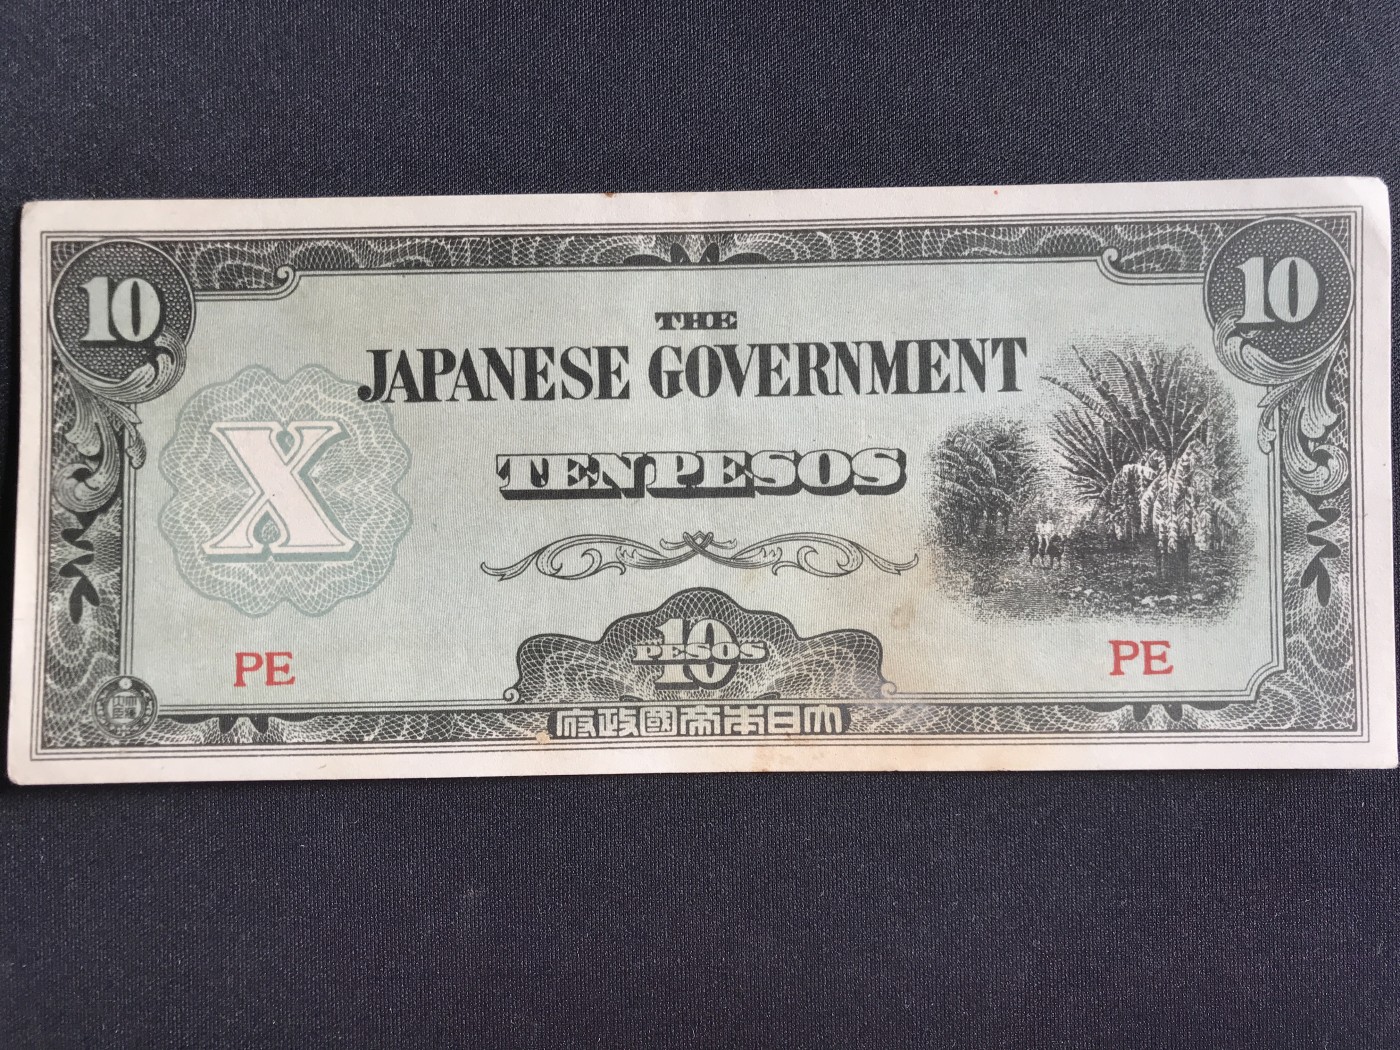 10
10
THE
JAPANESE GOVERNMENT
X
TEN PESOS
PE
10
PESOS
PE
府政國帝本日大